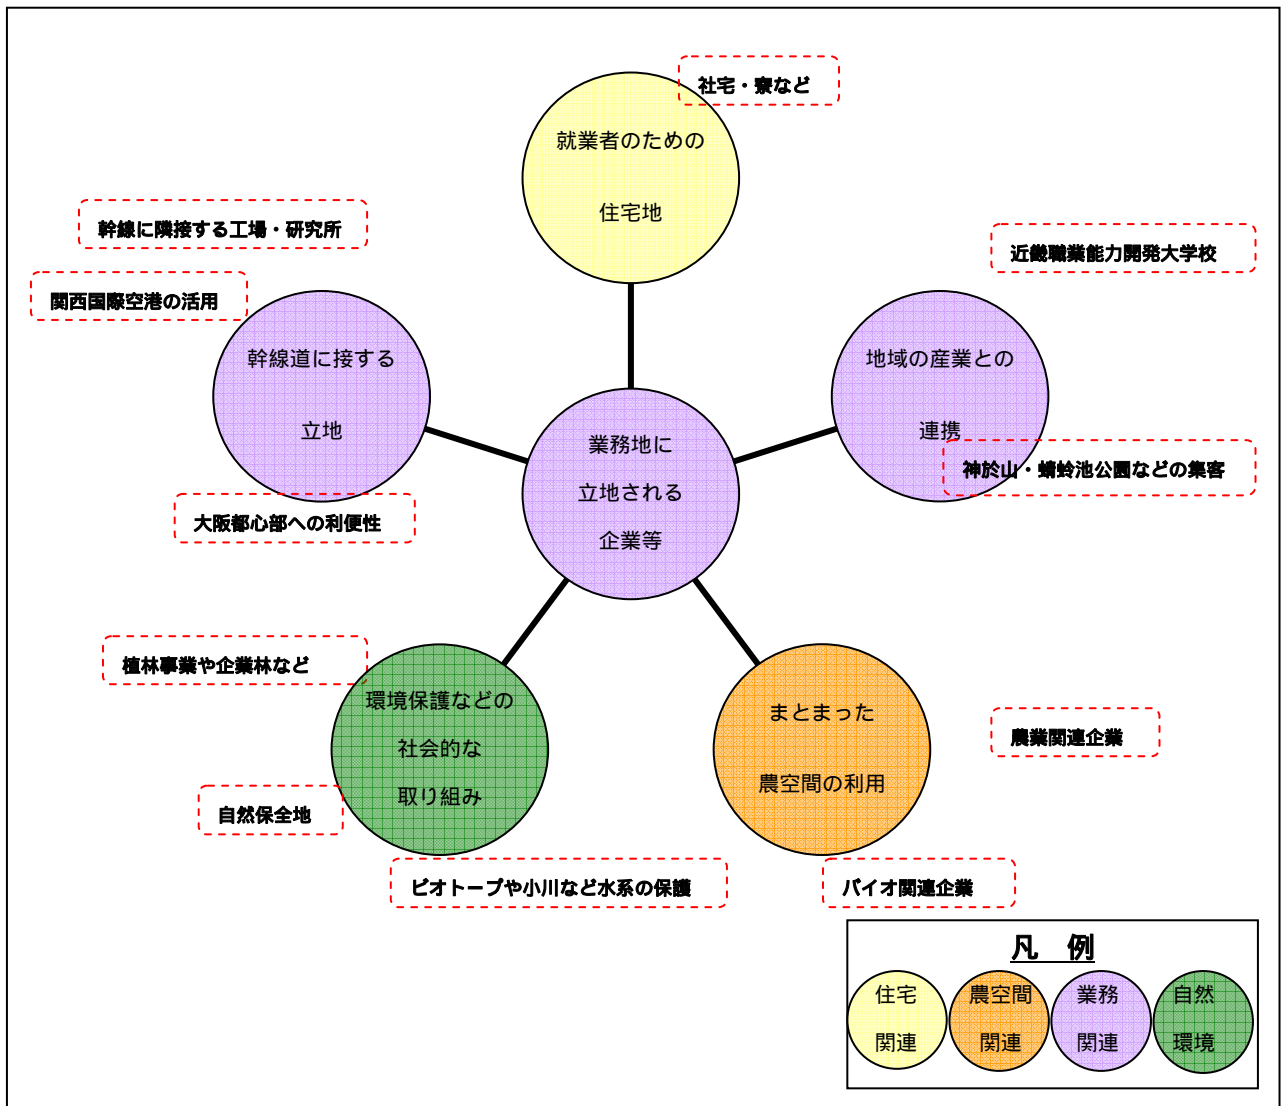 社宅・寮など
就業者のための
住宅地
幹線に隣接する工場・研究所
近畿職業能力開発大学校
関西国際空港の活用
幹線道に接する
立地
地域の産業との
連携
神於山・蜻蛉池公園などの集客
業務地に
立地される
企業等
大阪都心部への利便性
植林事業や企業林など
環境保護などの
社会的な
取り組み
まとまった
農空間の利用
農業関連企業
自然保全地
ビオトープや小川など水系の保護
バイオ関連企業
凡　例
住宅
関連
農空間
関連
業務
関連
自然
環境